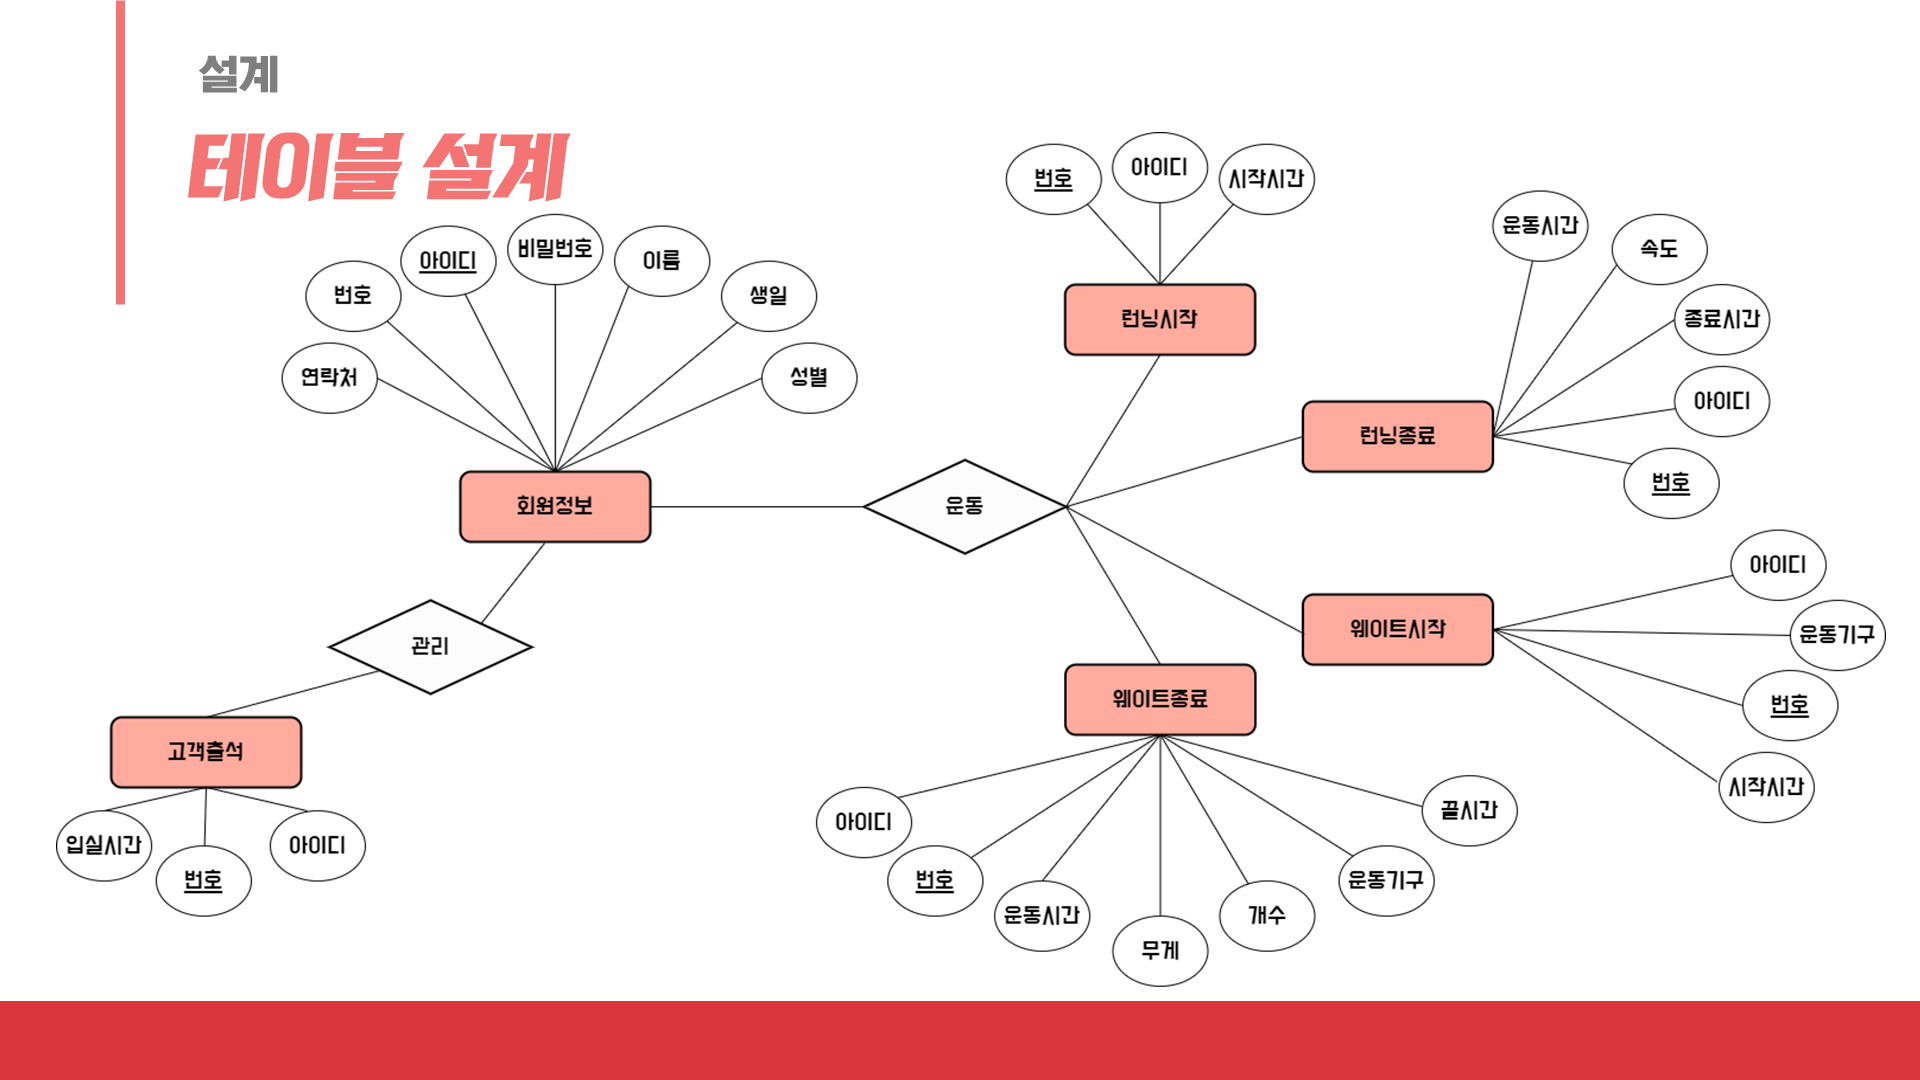 설계
테이블 설계
번호
아이디
시작시간
런닝시작
운동시간
속도
종료시간
아이디
번호
런닝종료
연락처
번호
아이디
비밀번호
이름
생일
성별
회원정보
운동
관리
고객출석
입실시간
번호
아이디
웨이트시작
아이디
운동기구
번호
시작시간
웨이트종료
아이디
번호
운동시간
무게
개수
운동기구
끝시간